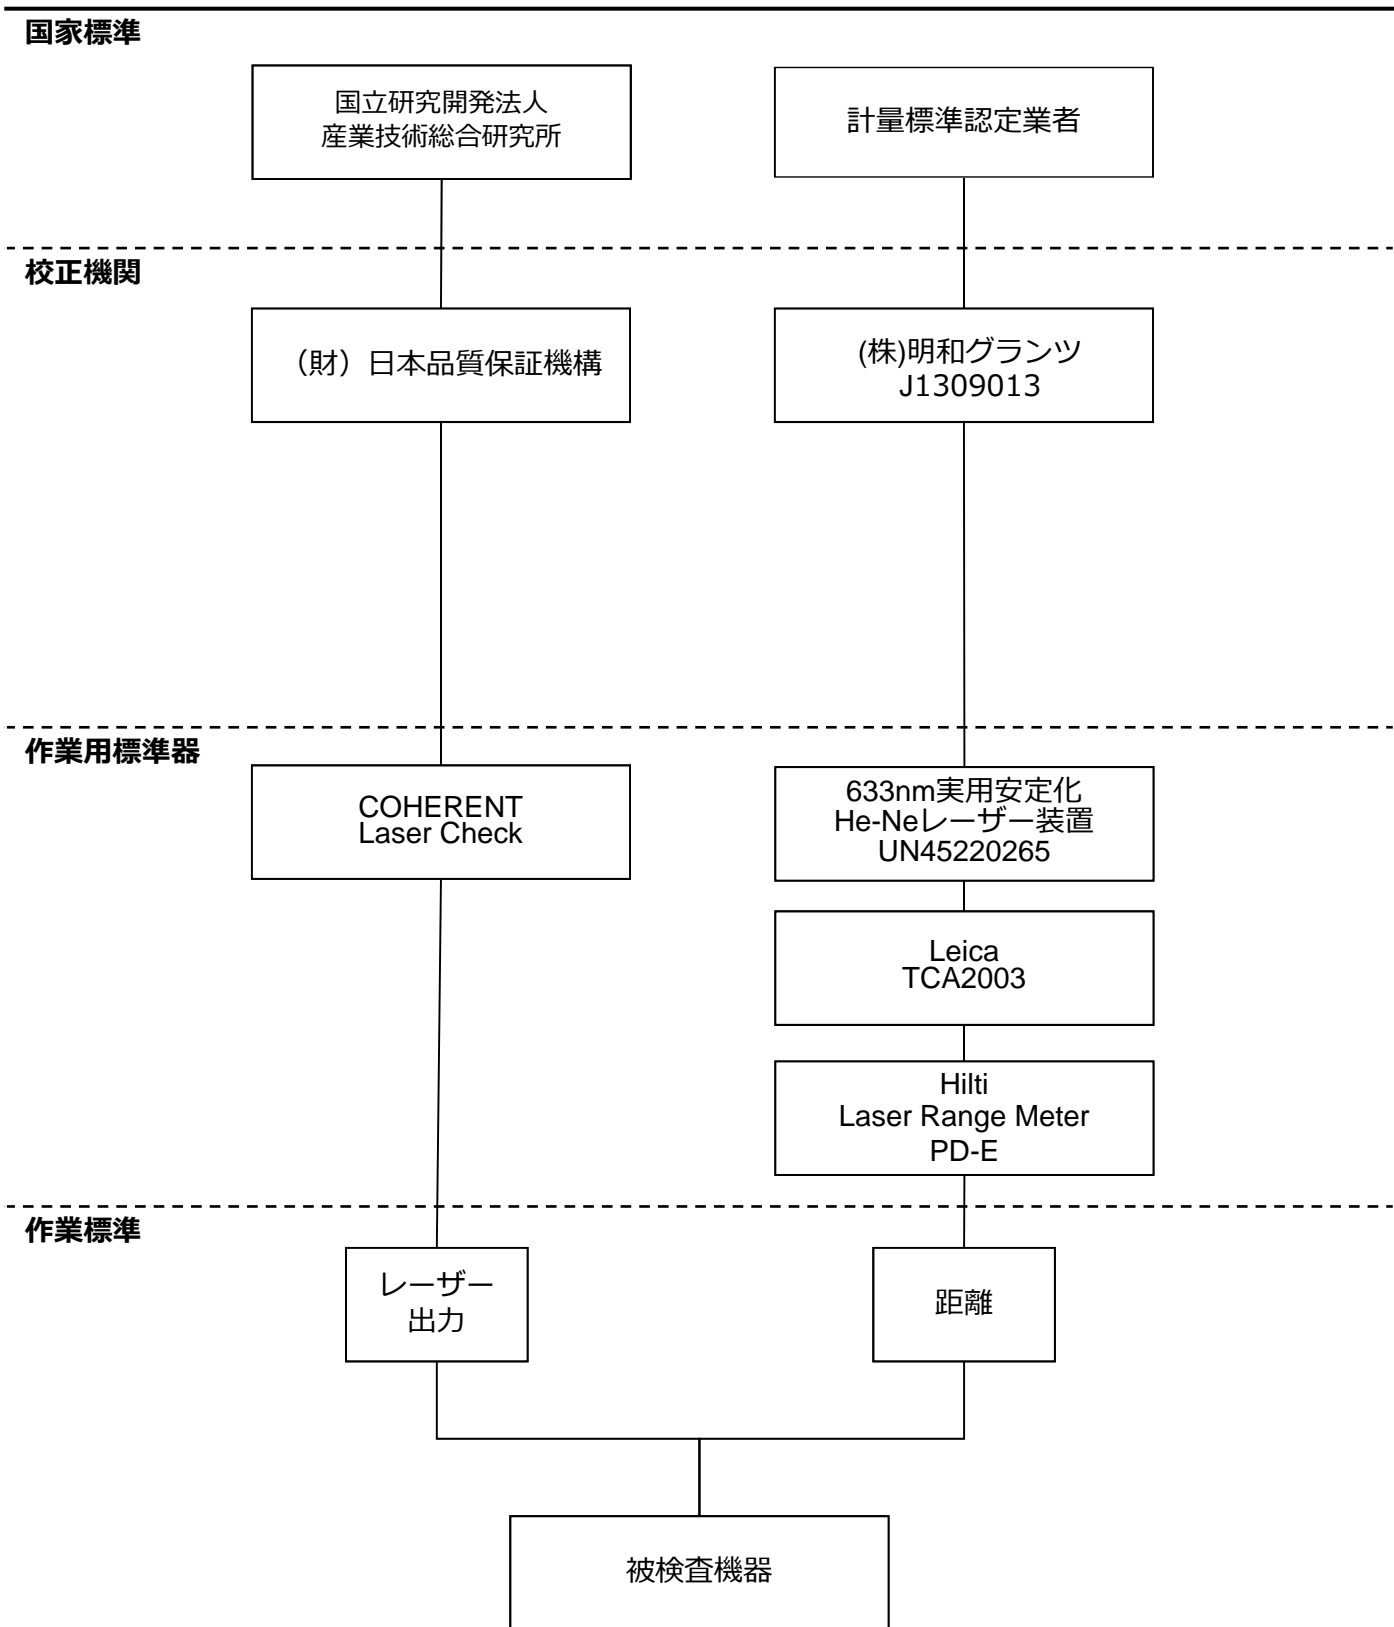 国家標準
国立研究開発法人
産業技術総合研究所
計量標準認定業者
校正機関
（財）日本品質保証機構
(株)明和グランツ
J1309013
作業用標準器
COHERENT
Laser Check
633nm実用安定化
He-Neレーザー装置
UN45220265
Leica
TCA2003
Hilti
Laser Range Meter
PD-E
作業標準
レーザー
出力
距離
被検査機器